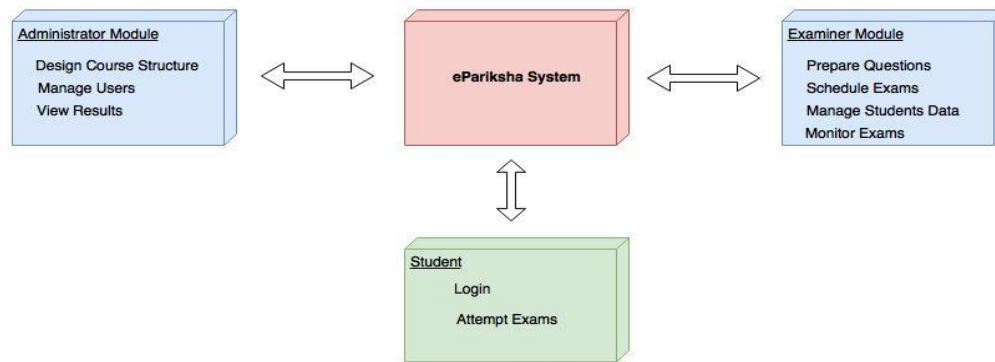 Administrator Module
Design Course Structure
Manage Users
View Results
ePariksha System
Examiner Module
Prepare Questions
Schedule Exams
Manage Students Data
Monitor Exams
Student
Login
Attempt Exams